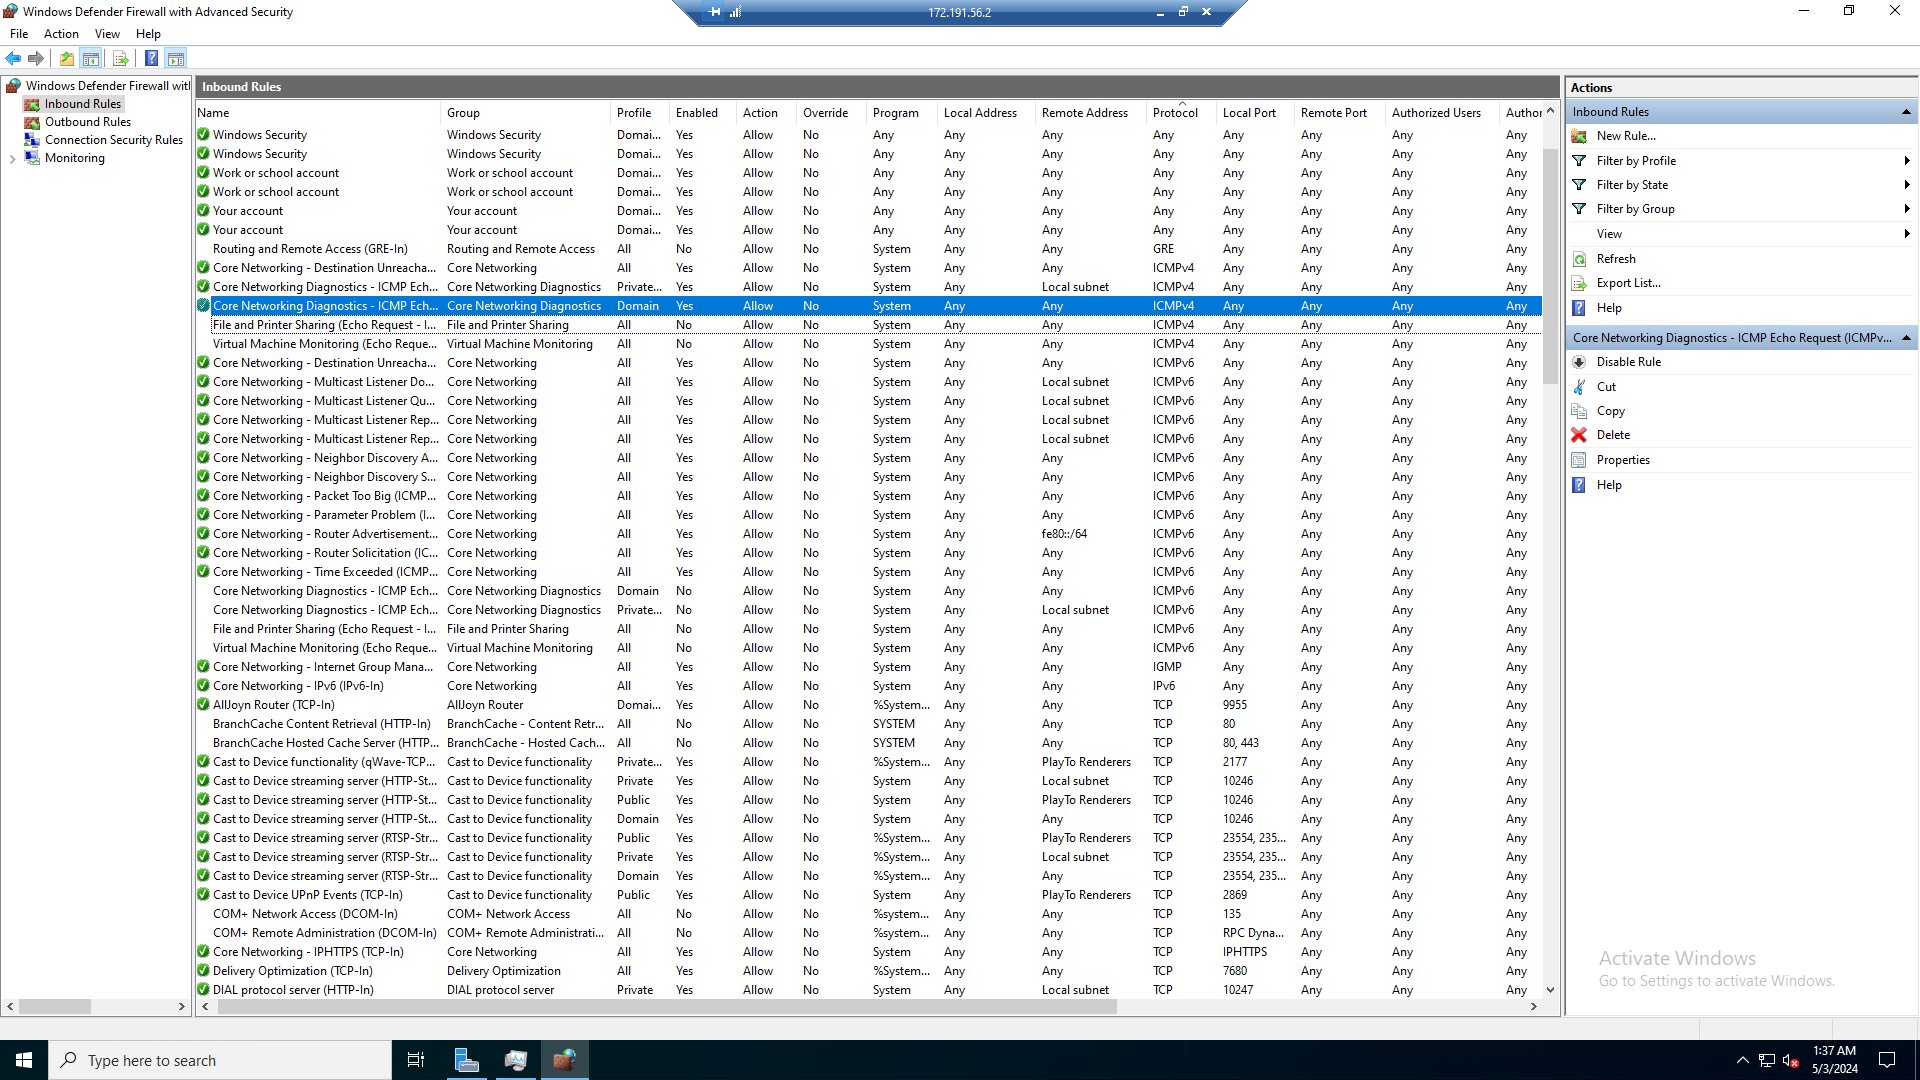 Windows Defender Firewall with Advanced Security
172.191.56.2
File Action View Help
Windows Defender Firewall witl
Inbound Rules
Outbound Rules
Connection Security Rules
Monitoring
Inbound Rules
Name Group Profile Enabled Action Override Program Local Address Remote Address Protocol Local Port Remote Port Authorized Users Author
Windows Security Windows Security Domai... Yes Allow No Any Any Any Any Any Any Any Any
Windows Security Windows Security Domai... Yes Allow No Any Any Any Any Any Any Any Any
Work or school account Work or school account Domai... Yes Allow No Any Any Any Any Any Any Any Any
Work or school account Work or school account Domai... Yes Allow No Any Any Any Any Any Any Any Any
Your account Your account Domai... Yes Allow No Any Any Any Any Any Any Any Any
Your account Your account Domai... Yes Allow No Any Any Any Any Any Any Any Any
Routing and Remote Access (GRE-In) Routing and Remote Access All No Allow No System Any Any GRE Any Any Any Any
Core Networking - Destination Unreacha... Core Networking All Yes Allow No System Any Any ICMPv4 Any Any Any Any
Core Networking Diagnostics - ICMP Ech... Core Networking Diagnostics Private... Yes Allow No System Any Local subnet ICMPv4 Any Any Any Any
Core Networking Diagnostics - ICMP Ech... Core Networking Diagnostics Domain Yes Allow No System Any Any ICMPv4 Any Any Any Any
File and Printer Sharing (Echo Request - I... File and Printer Sharing All No Allow No System Any Any ICMPv4 Any Any Any Any
Virtual Machine Monitoring (Echo Reque... Virtual Machine Monitoring All No Allow No System Any Any ICMPv4 Any Any Any Any
Core Networking - Destination Unreacha... Core Networking All Yes Allow No System Any Any ICMPv6 Any Any Any Any
Core Networking - Multicast Listener Do... Core Networking All Yes Allow No System Any Local subnet ICMPv6 Any Any Any Any
Core Networking - Multicast Listener Qu... Core Networking All Yes Allow No System Any Local subnet ICMPv6 Any Any Any Any
Core Networking - Multicast Listener Rep... Core Networking All Yes Allow No System Any Local subnet ICMPv6 Any Any Any Any
Core Networking - Multicast Listener Rep... Core Networking All Yes Allow No System Any Local subnet ICMPv6 Any Any Any Any
Core Networking - Neighbor Discovery A... Core Networking All Yes Allow No System Any Any ICMPv6 Any Any Any Any
Core Networking - Neighbor Discovery S... Core Networking All Yes Allow No System Any Any ICMPv6 Any Any Any Any
Core Networking - Packet Too Big (ICMP... Core Networking All Yes Allow No System Any Any ICMPv6 Any Any Any Any
Core Networking - Parameter Problem (I... Core Networking All Yes Allow No System Any Any ICMPv6 Any Any Any Any
Core Networking - Router Advertisement... Core Networking All Yes Allow No System Any fe80::/64 ICMPv6 Any Any Any Any
Core Networking - Router Solicitation (IC... Core Networking All Yes Allow No System Any Any ICMPv6 Any Any Any Any
Core Networking - Time Exceeded (ICMP... Core Networking All Yes Allow No System Any Any ICMPv6 Any Any Any Any
Core Networking Diagnostics - ICMP Ech... Core Networking Diagnostics Domain No Allow No System Any Any ICMPv6 Any Any Any Any
Core Networking Diagnostics - ICMP Ech... Core Networking Diagnostics Private... No Allow No System Any Local subnet ICMPv6 Any Any Any Any
File and Printer Sharing (Echo Request - I... File and Printer Sharing All No Allow No System Any Any ICMPv6 Any Any Any Any
Virtual Machine Monitoring (Echo Reque... Virtual Machine Monitoring All No Allow No System Any Any ICMPv6 Any Any Any Any
Core Networking - Internet Group Mana... Core Networking All Yes Allow No System Any Any IGMP Any Any Any Any
Core Networking - IPv6 (IPv6-In) Core Networking All Yes Allow No System Any Any IPv6 Any Any Any Any
AllJoyn Router (TCP-In) AllJoyn Router Domai... Yes Allow No %System... Any Any TCP 9955 Any Any Any
BranchCache Content Retrieval (HTTP-In) BranchCache - Content Retr... All No Allow No SYSTEM Any Any TCP 80 Any Any Any
BranchCache Hosted Cache Server (HTTP... BranchCache - Hosted Cach... All No Allow No SYSTEM Any Any TCP 80, 443 Any Any Any
Cast to Device functionality (qWave-TCP... Cast to Device functionality Private... Yes Allow No %System... Any PlayTo Renderers TCP 2177 Any Any Any
Cast to Device streaming server (HTTP-St... Cast to Device functionality Private Yes Allow No System Any Local subnet TCP 10246 Any Any Any
Cast to Device streaming server (HTTP-St... Cast to Device functionality Public Yes Allow No System Any PlayTo Renderers TCP 10246 Any Any Any
Cast to Device streaming server (HTTP-St... Cast to Device functionality Domain Yes Allow No System Any Any TCP 10246 Any Any Any
Cast to Device streaming server (RTSP-Str... Cast to Device functionality Public Yes Allow No %System... Any PlayTo Renderers TCP 23554, 235... Any Any Any
Cast to Device streaming server (RTSP-Str... Cast to Device functionality Private Yes Allow No %System... Any Local subnet TCP 23554, 235... Any Any Any
Cast to Device streaming server (RTSP-Str... Cast to Device functionality Domain Yes Allow No %System... Any Any TCP 23554, 235... Any Any Any
Cast to Device UPnP Events (TCP-In) Cast to Device functionality Public Yes Allow No System Any PlayTo Renderers TCP 2869 Any Any Any
COM+ Network Access (DCOM-In) COM+ Network Access All No Allow No %system... Any Any TCP 135 Any Any Any
COM+ Remote Administration (DCOM-In) COM+ Remote Administrati... All No Allow No %system... Any Any TCP RPC Dyna... Any Any Any
Core Networking - IPHTTPS (TCP-In) Core Networking All Yes Allow No System Any Any TCP IPHTTPS Any Any Any
Delivery Optimization (TCP-In) Delivery Optimization All Yes Allow No %System... Any Any TCP 7680 Any Any Any
DIAL protocol server (HTTP-In) DIAL protocol server Private Yes Allow No System Any Local subnet TCP 10247 Any Any Any
Actions
Inbound Rules
New Rule...
Filter by Profile
Filter by State
Filter by Group
View
Refresh
Export List...
Help
Core Networking Diagnostics - ICMP Echo Request (ICMPv...
Disable Rule
Cut
Copy
Delete
Properties
Help
Activate Windows
Go to Settings to activate Windows.
Type here to search
1:37 AM
5/3/2024